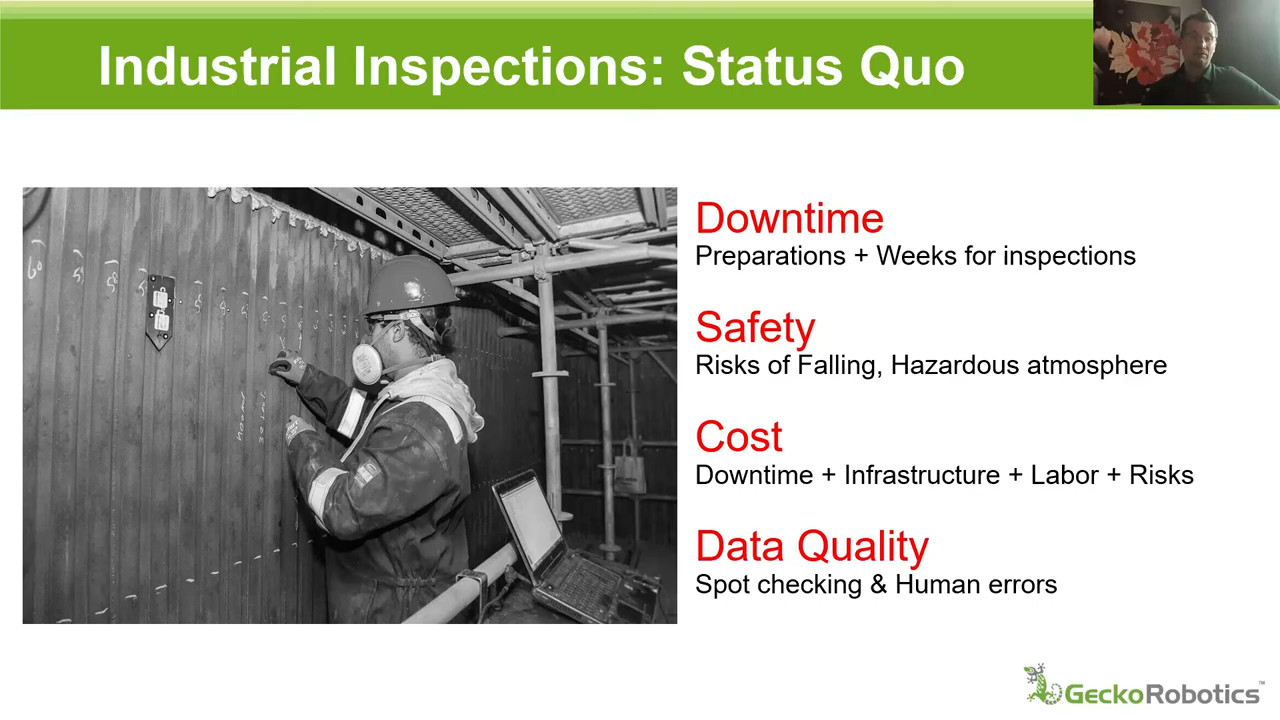 Industrial Inspections: Status Quo
Downtime
Preparations + Weeks for inspections
Safety
Risks of Falling, Hazardous atmosphere
Cost
Downtime + Infrastructure + Labor + Risks
Data Quality
Spot checking & Human errors
GeckoRobotics™